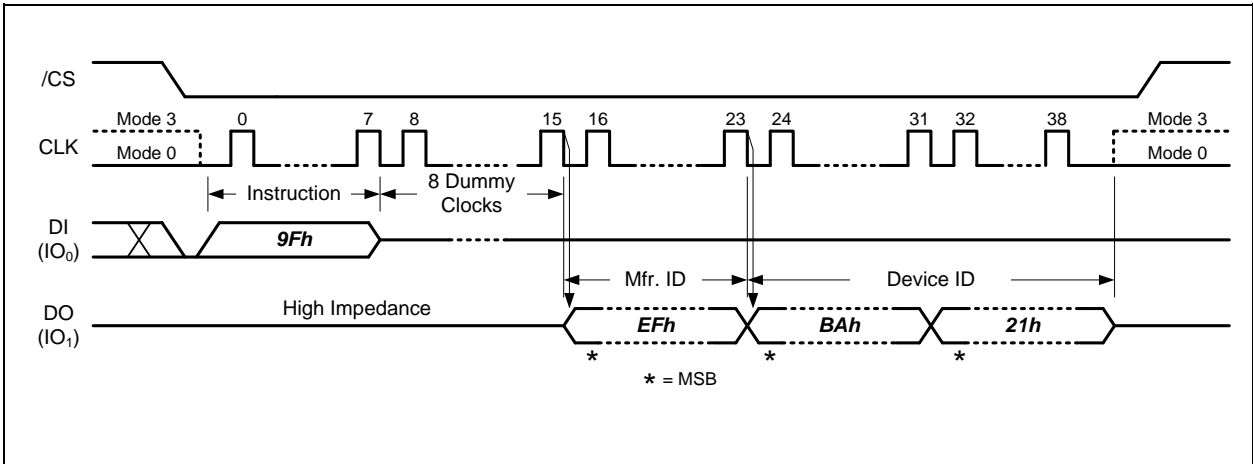 /CS
Mode 3 0 7 8 15 16 23 24 31 32 38 Mode 3
CLK
Mode 0 Mode 0
Instruction
8 Dummy
Clocks
DI
(IO0)
9Fh
Mfr. ID
Device ID
DO
(IO1)
High Impedance
EFh
BAh
21h
* * *
* = MSB